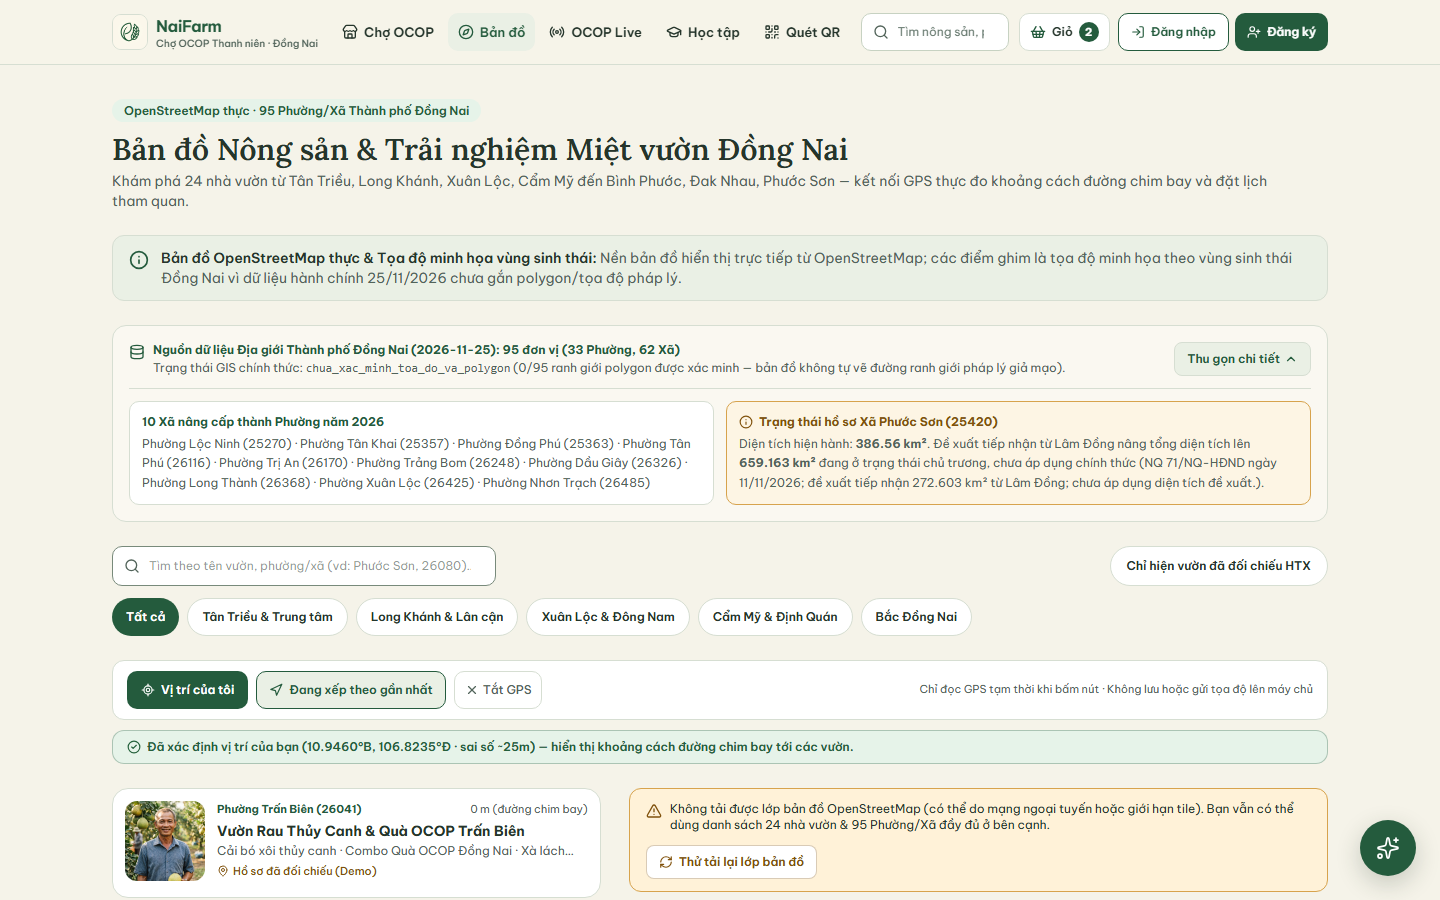 NaiFarm
Chợ OCOP Thanh niên · Đồng Nai
Chợ OCOP
Bản đồ
OCOP Live
Học tập
Quét QR
Tìm nông sản, 
Giỏ 2
Đăng nhập
Đăng ký
OpenStreetMap thực · 95 Phường/Xã Thành phố Đồng Nai
Bản đồ Nông sản & Trải nghiệm Miệt vườn Đồng Nai
Khám phá 24 nhà vườn từ Tân Triều, Long Khánh, Xuân Lộc, Cẩm Mỹ đến Bình Phước, Đak Nhau, Phước Sơn — kết nối GPS thực đo khoảng cách đường chim bay và đặt lịch
tham quan.
Bản đồ OpenStreetMap thực & Tọa độ minh họa vùng sinh thái: Nền bản đồ hiển thị trực tiếp từ OpenStreetMap; các điểm ghim là tọa độ minh họa theo vùng sinh thái
Đồng Nai vì dữ liệu hành chính 25/11/2026 chưa gắn polygon/tọa độ pháp lý.
Nguồn dữ liệu Địa giới Thành phố Đồng Nai (2026-11-25): 95 đơn vị (33 Phường, 62 Xã)
Trạng thái GIS chính thức: chua_xac_minh_toa_do_va_polygon (0/95 ranh giới polygon được xác minh — bản đồ không tự vẽ đường ranh giới pháp lý giả mạo).
Thu gọn chi tiết
10 Xã nâng cấp thành Phường năm 2026
Phường Lộc Ninh (25270) · Phường Tân Khai (25357) · Phường Đồng Phú (25363) · Phường Tân
Phú (26116) · Phường Trị An (26170) · Phường Trảng Bom (26248) · Phường Dầu Giây (26326) ·
Phường Long Thành (26368) · Phường Xuân Lộc (26425) · Phường Nhơn Trạch (26485)
Trạng thái hồ sơ Xã Phước Sơn (25420)
Diện tích hiện hành: 386.56 km². Đề xuất tiếp nhận từ Lâm Đồng nâng tổng diện tích lên
659.163 km² đang ở trạng thái chủ trương, chưa áp dụng chính thức (NQ 71/NQ-HĐND ngày
11/11/2026; đề xuất tiếp nhận 272.603 km² từ Lâm Đồng; chưa áp dụng diện tích đề xuất.).
Tìm theo tên vườn, phường/xã (vd: Phước Sơn, 26080).
Chỉ hiện vườn đã đối chiếu HTX
Tất cả
Tân Triều & Trung tâm
Long Khánh & Lân cận
Xuân Lộc & Đông Nam
Cẩm Mỹ & Định Quán
Bắc Đồng Nai
Vị trí của tôi
Đang xếp theo gần nhất
Tắt GPS
Chỉ đọc GPS tạm thời khi bấm nút · Không lưu hoặc gửi tọa độ lên máy chủ
Đã xác định vị trí của bạn (10.9460°B, 106.8235°Đ · sai số ~25m) — hiển thị khoảng cách đường chim bay tới các vườn.
Phường Trấn Biên (26041)
0 m (đường chim bay)
Vườn Rau Thủy Canh & Quà OCOP Trấn Biên
Cải bó xôi thủy canh · Combo Quà OCOP Đồng Nai · Xà lách...
Hồ sơ đã đối chiếu (Demo)
Không tải được lớp bản đồ OpenStreetMap (có thể do mạng ngoại tuyến hoặc giới hạn tile). Bạn vẫn có thể
dùng danh sách 24 nhà vườn & 95 Phường/Xã đầy đủ ở bên cạnh.
Thử tải lại lớp bản đồ